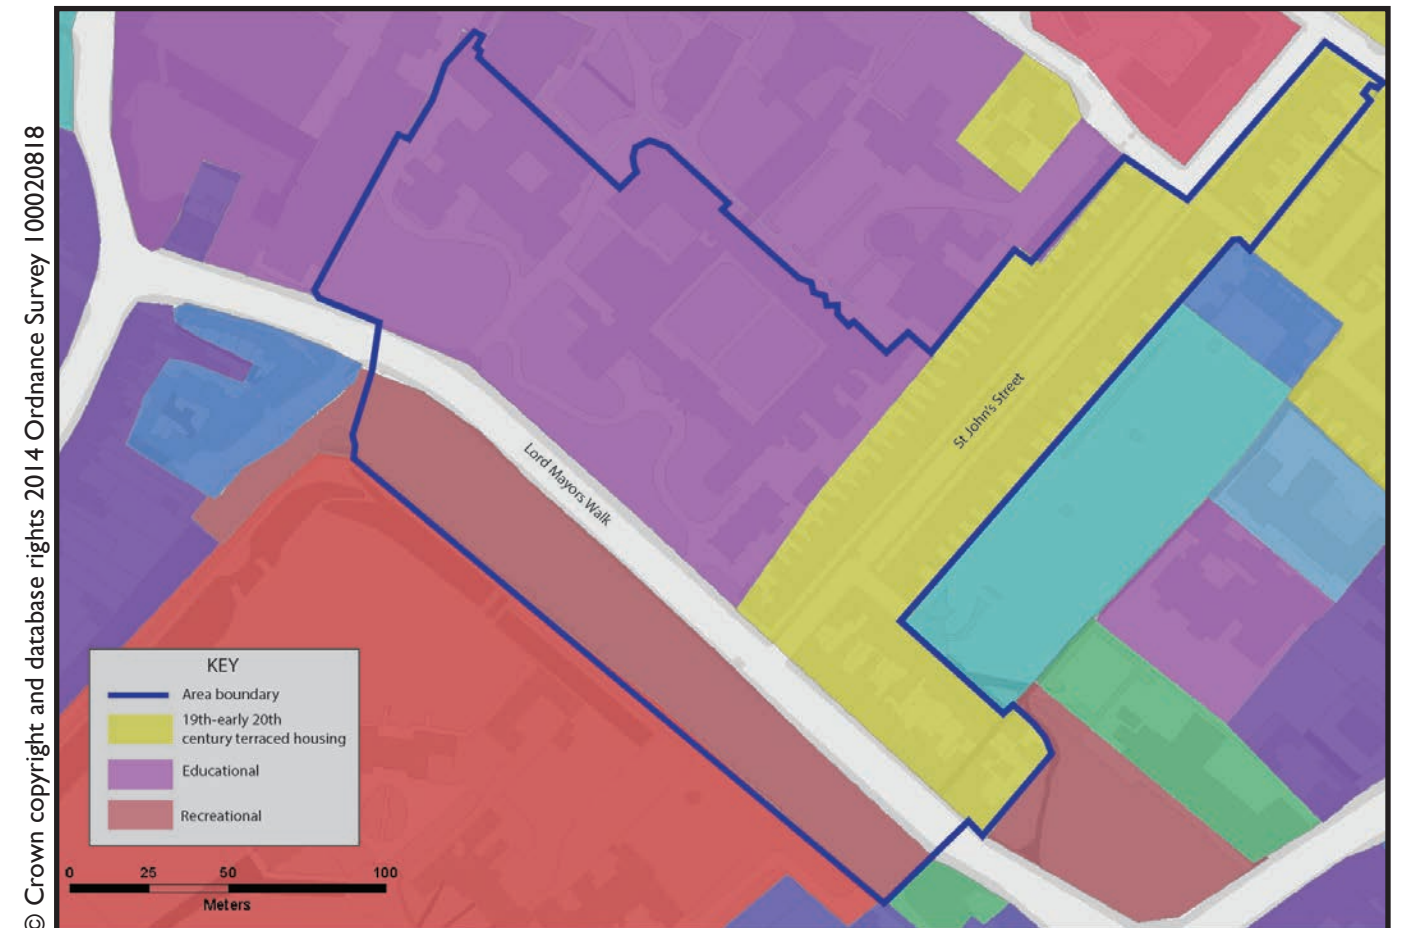 © Crown copyright and database rights 2014 Ordnance Survey 100020818
St John's Street
Lord Mayors Walk
KEY
Area boundary
19th-early 20th
century terraced housing
Educational
Recreational
0 25 50 100
Meters